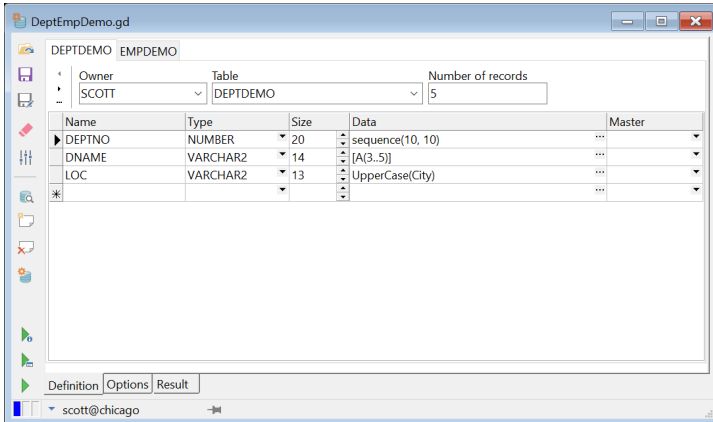 DeptEmpDemo.gd
DEPTDEMO EMPDEMO
Owner Table Number of records
SCOTT DEPTDEMO 5
Name Type Size Data Master
DEPTNO NUMBER 20 sequence(10, 10) ...
DNAME VARCHAR2 14 [A(3..5)] ...
LOC VARCHAR2 13 UpperCase(City) ...
...
Definition Options Result
scott@chicago